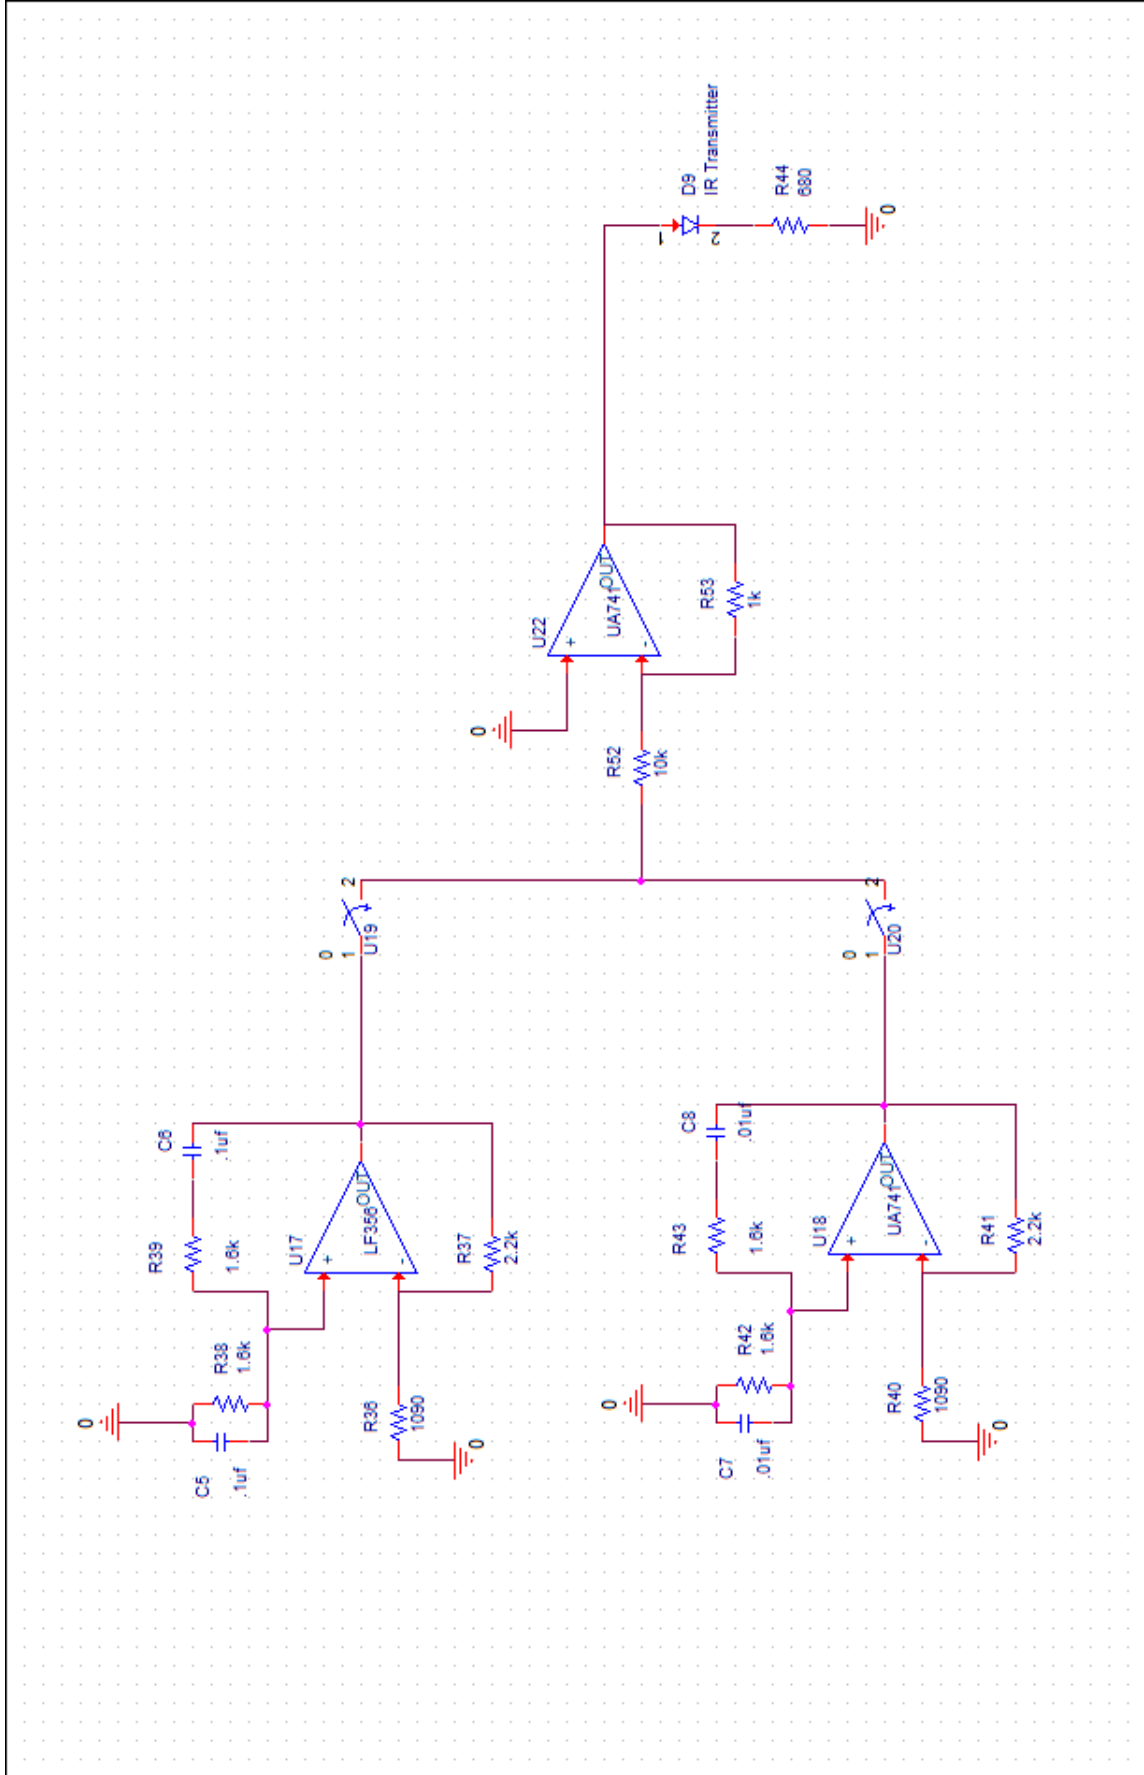 D9
IR Transmitter
1
2
R44
680
0
U22
+
-
OUT
UA741
R53
1k
0
R52
10k
2
0
1
U19
2
0
1
U20
C6
.1uf
R39
1.6k
U17
+
-
OUT
LF356
R37
2.2k
R38
1.6k
0
C5
.1uf
R36
1090
0
C8
.01uf
R43
1.6k
U18
+
-
OUT
UA741
R41
2.2k
R42
1.6k
0
C7
.01uf
R40
1090
0